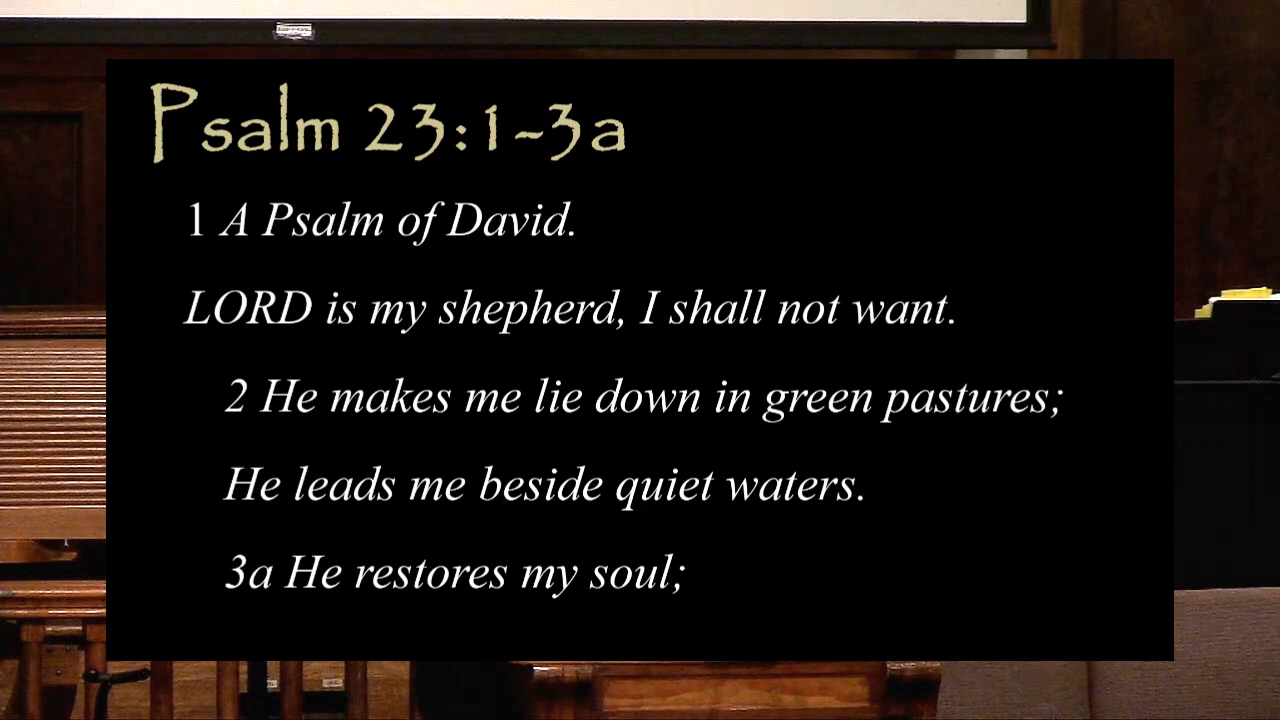 Psalm 23:1-3a
1 A Psalm of David.
LORD is my shepherd, I shall not want.
2 He makes me lie down in green pastures;
He leads me beside quiet waters.
3a He restores my soul;